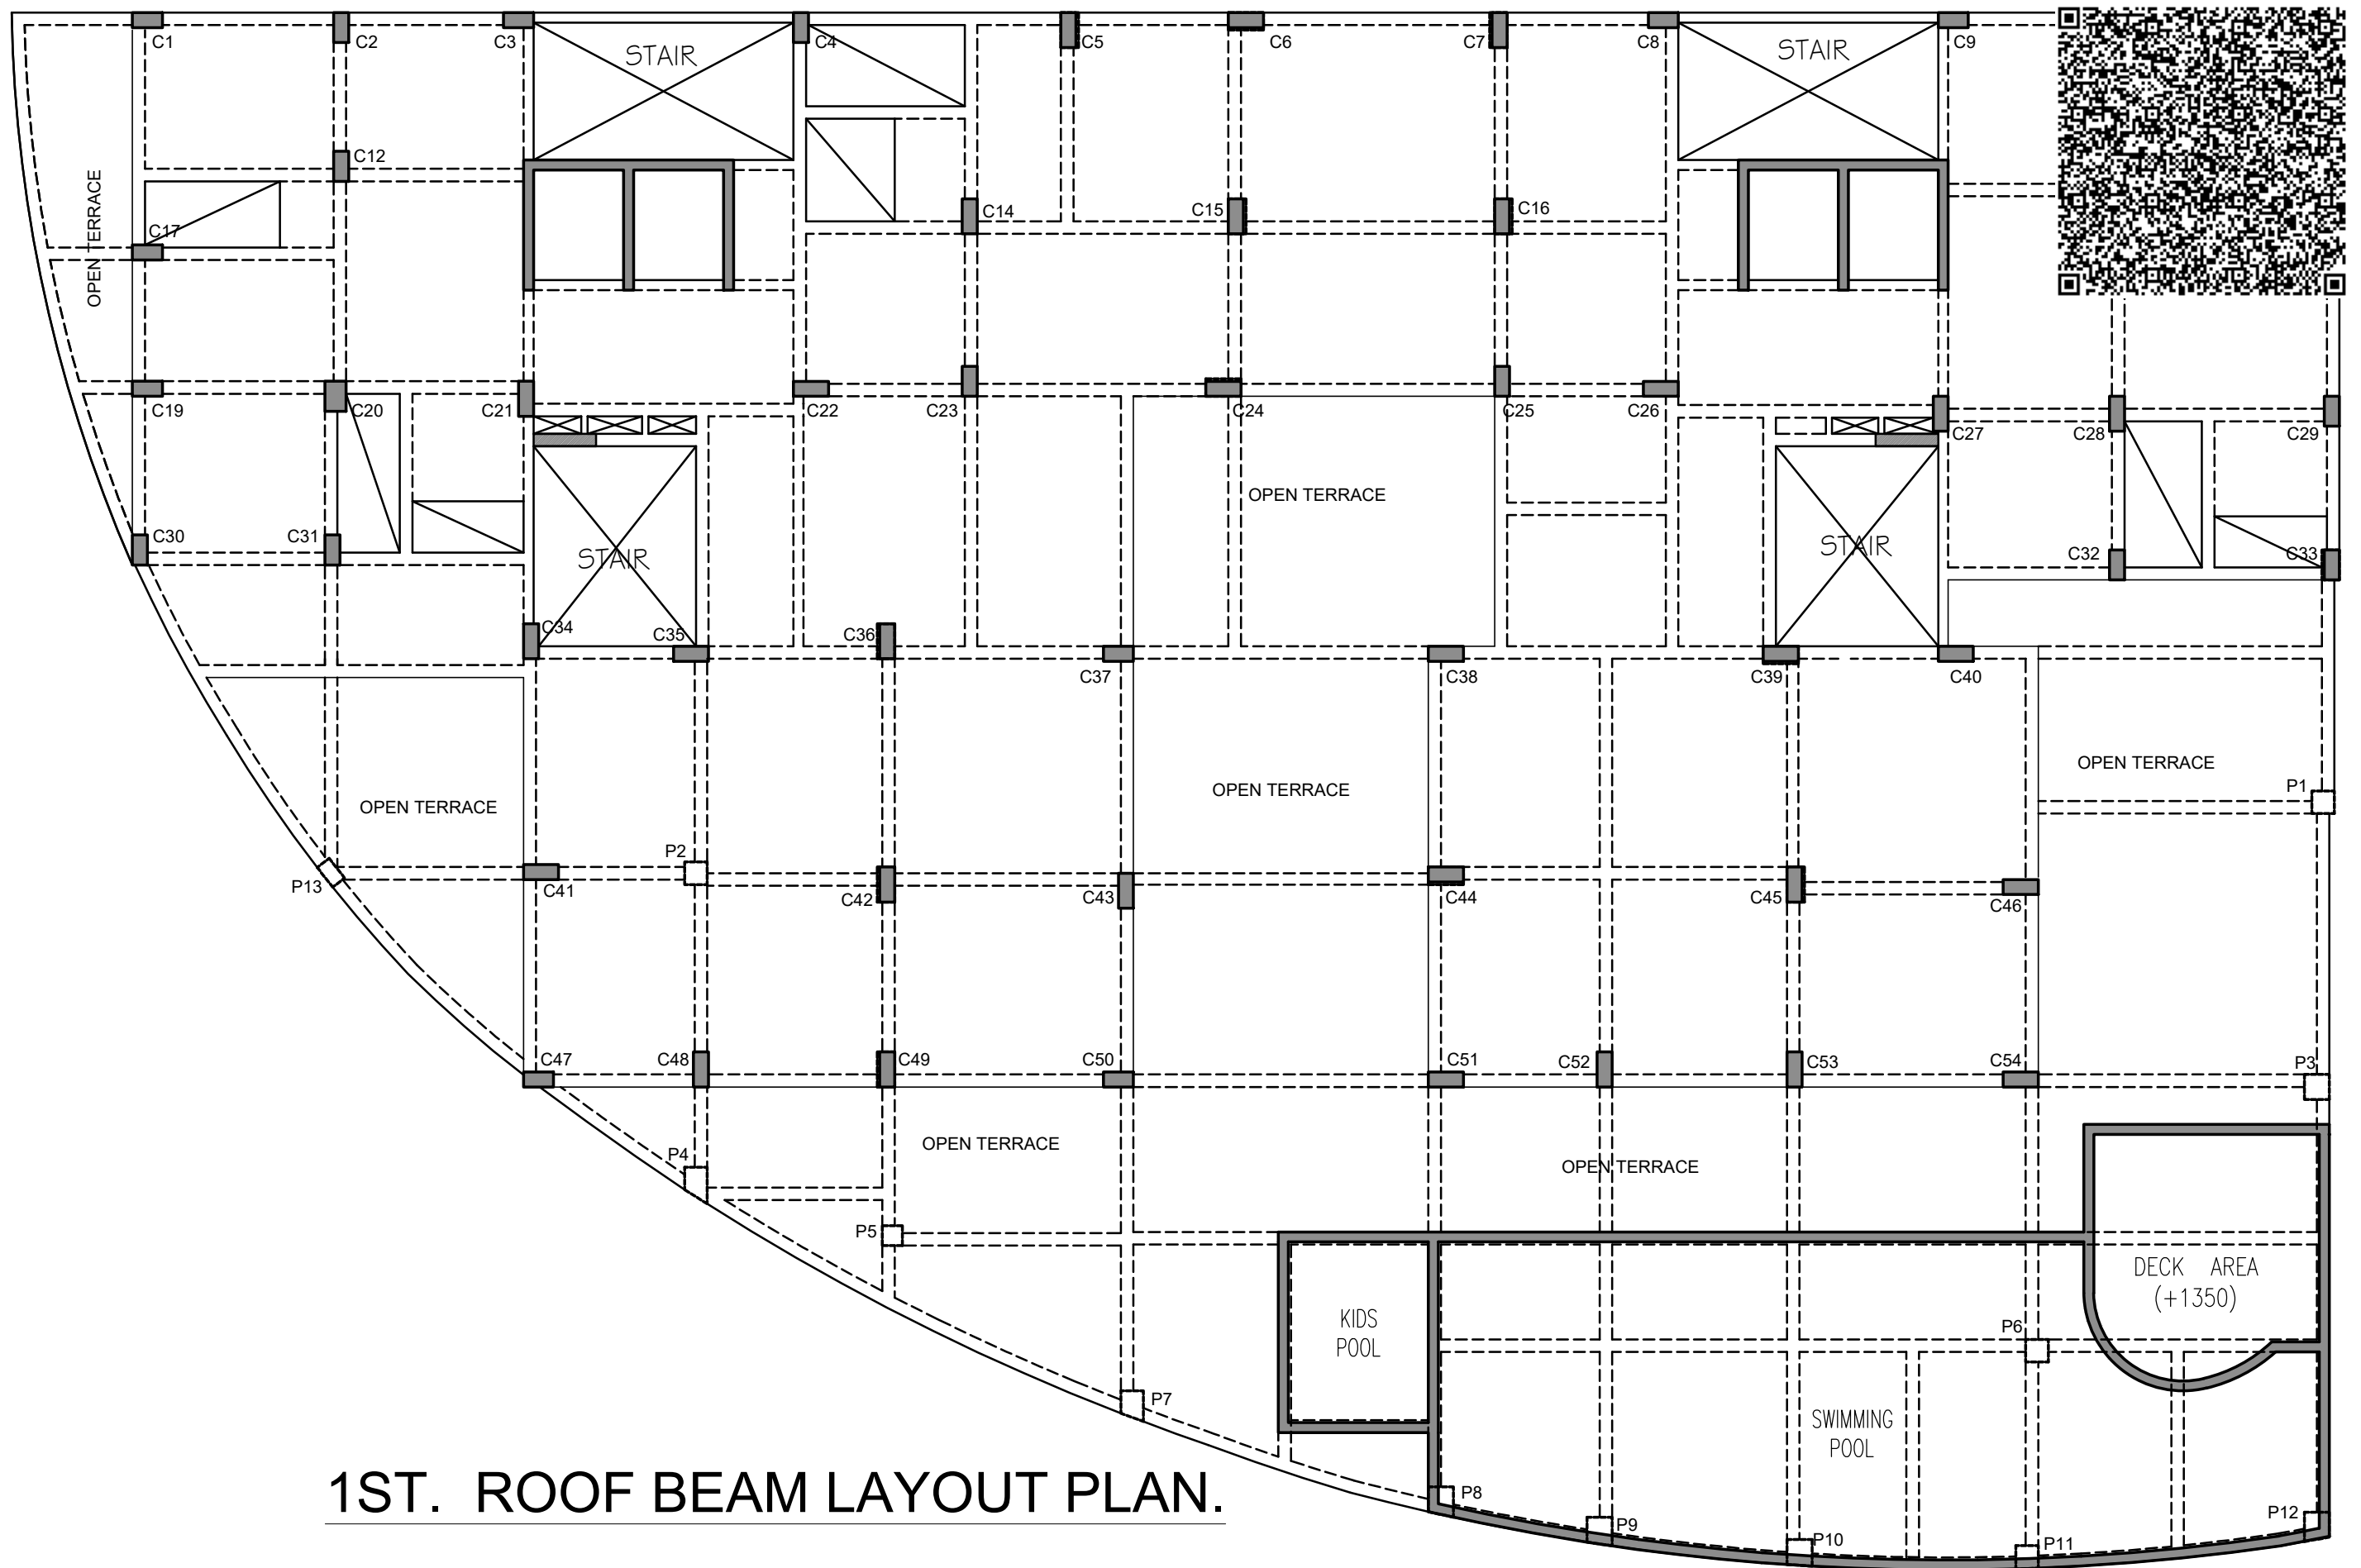 C1
C2
C3
STAIR
C4
C5
C6
C7
C8
STAIR
C9
C12
OPEN TERRACE
C17
C14
C15
C16
C19
C20
C21
C22
C23
C24
C25
C26
C27
C28
C29
OPEN TERRACE
C30
C31
STAIR
STAIR
C32
C33
C34
C35
C36
C37
C38
C39
C40
OPEN TERRACE
OPEN TERRACE
OPEN TERRACE
P1
P13
C41
P2
C42
C43
C44
C45
C46
C47
C48
C49
C50
C51
C52
C53
C54
P3
P4
OPEN TERRACE
OPEN TERRACE
P5
DECK AREA
(+1350)
KIDS
POOL
P6
P7
SWIMMING
POOL
1ST. ROOF BEAM LAYOUT PLAN.
P8
P9
P10
P11
P12